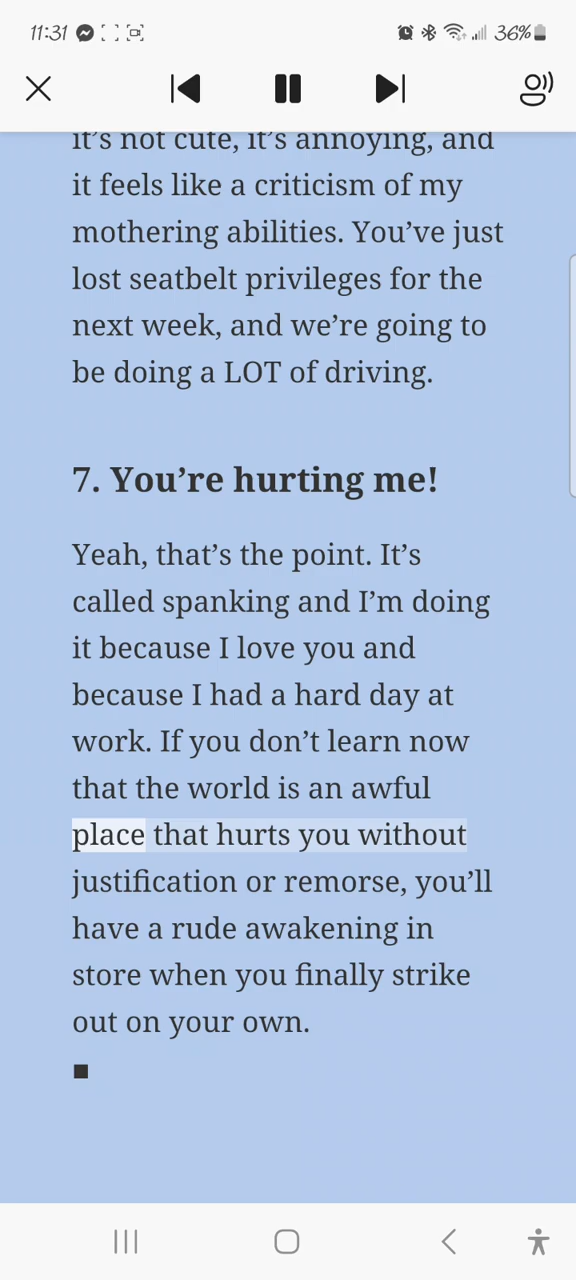 11:31
36%
it's not cute, it's annoying, and
it feels like a criticism of my
mothering abilities. You've just
lost seatbelt privileges for the
next week, and we're going to
be doing a LOT of driving.
7. You're hurting me!
Yeah, that's the point. It's
called spanking and I'm doing
it because I love you and
because I had a hard day at
work. If you don't learn now
that the world is an awful
place that hurts you without
justification or remorse, you'll
have a rude awakening in
store when you finally strike
out on your own.